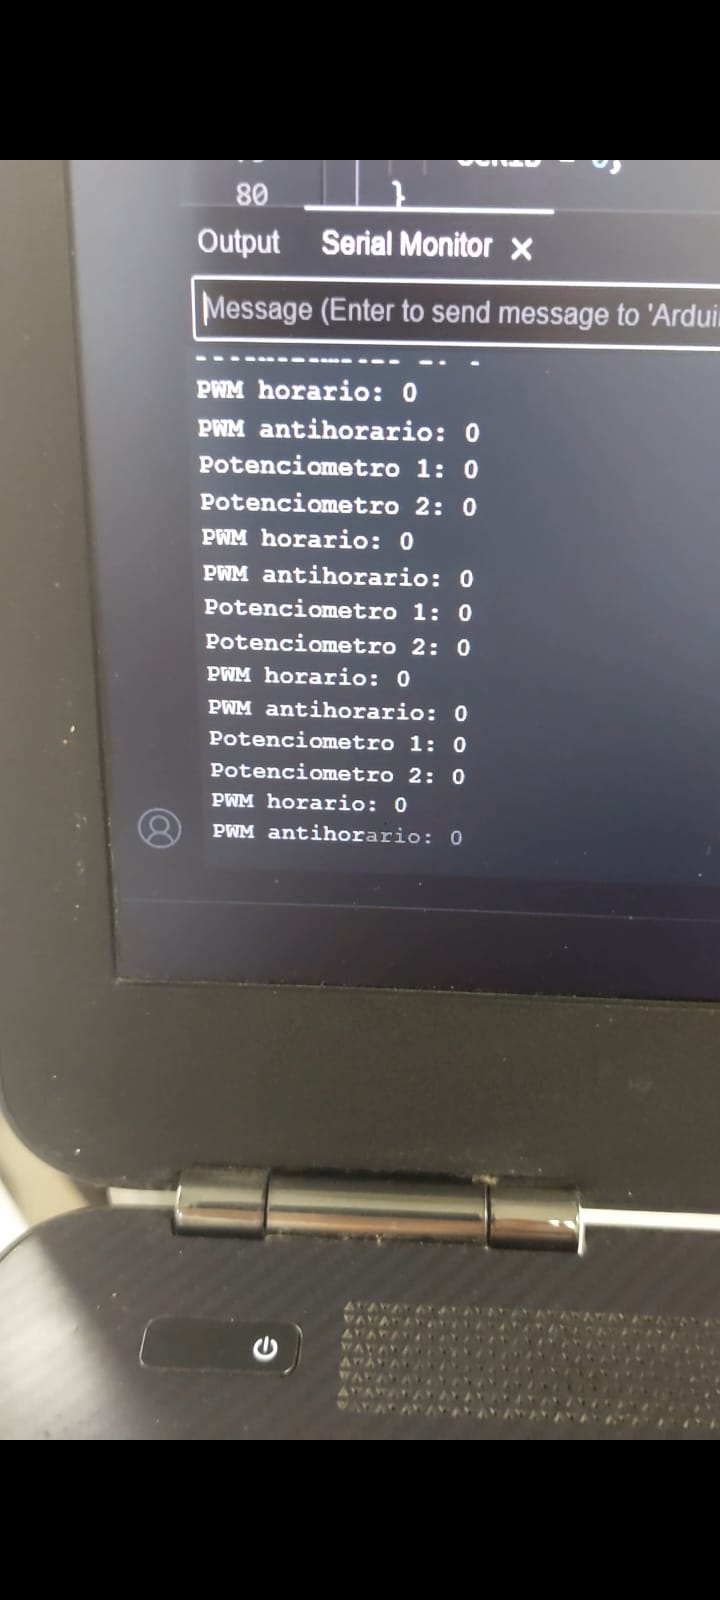 80 }
Output Serial Monitor ×
Message (Enter to send message to 'Ardui
PWM horario: 0
PWM antihorario: 0
Potenciometro 1: 0
Potenciometro 2: 0
PWM horario: 0
PWM antihorario: 0
Potenciometro 1: 0
Potenciometro 2: 0
PWM horario: 0
PWM antihorario: 0
Potenciometro 1: 0
Potenciometro 2: 0
PWM horario: 0
PWM antihorario: 0